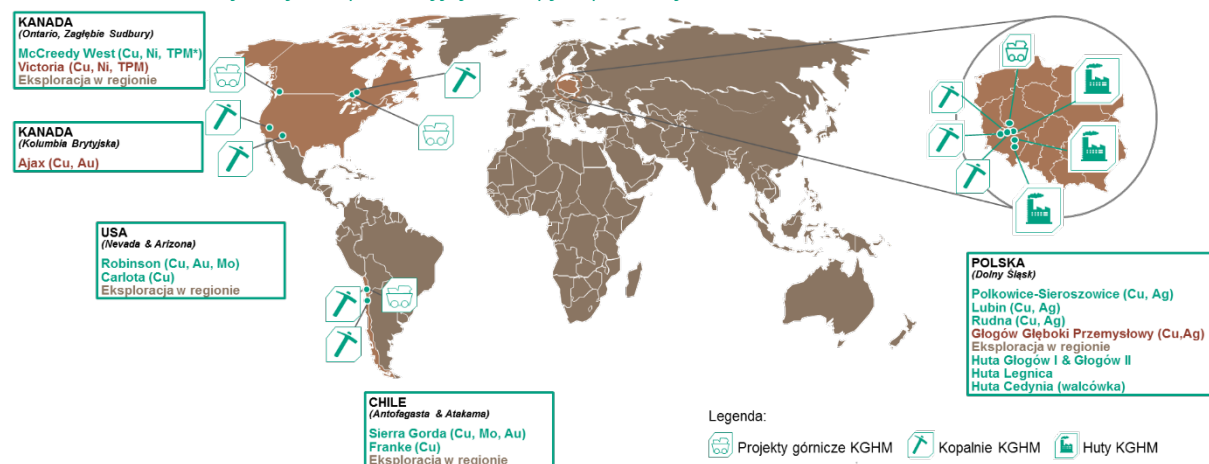 KANADA
(Ontario, Zagłębie Sudbury)
McCreedy West (Cu, Ni, TPM*)
Victoria (Cu, Ni, TPM)
Eksploracja w regionie
KANADA
(Kolumbia Brytyjska)
Ajax (Cu, Au)
USA
(Nevada & Arizona)
Robinson (Cu, Au, Mo)
Carlota (Cu)
Eksploracja w regionie
CHILE
(Antofagasta & Atakama)
Sierra Gorda (Cu, Mo, Au)
Franke (Cu)
Eksploracja w regionie
POLSKA
(Dolny Śląsk)
Polkowice-Sieroszowice (Cu, Ag)
Lubin (Cu, Ag)
Rudna (Cu, Ag)
Głogów Głęboki Przemysłowy (Cu,Ag)
Eksploracja w regionie
Huta Głogów I & Głogów II
Huta Legnica
Huta Cedynia (walcówka)
Legenda:
Projekty górnicze KGHM
Kopalnie KGHM
Huty KGHM